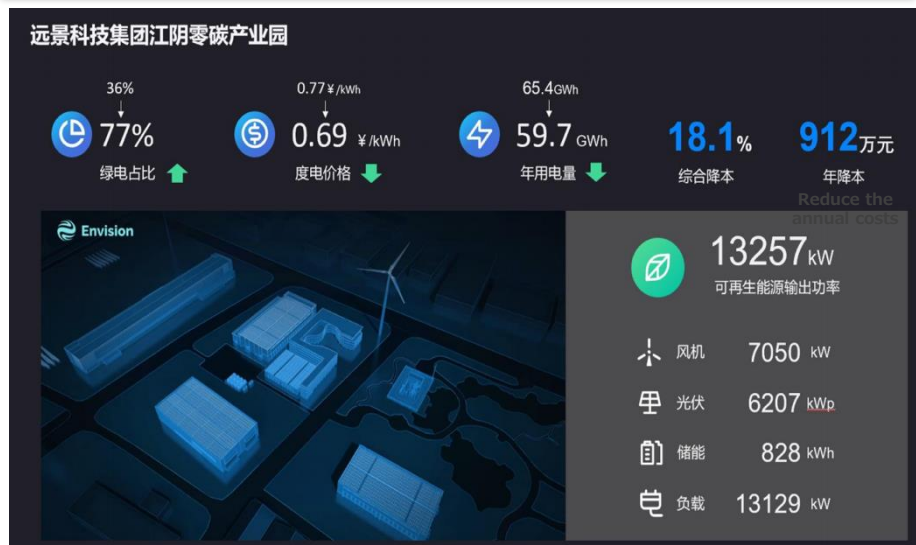 远景科技集团江阴零碳产业园
36%
77%
绿电占比
0.77¥/kWh
0.69 ¥/kWh
度电价格
65.4GWh
59.7 GWh
年用电量
18.1%
综合降本
912万元
年降本
Reduce the
annual costs
Envision
13257kW
可再生能源输出功率
风机 7050 kW
光伏 6207 kWp
储能 828 kWh
负载 13129 kW